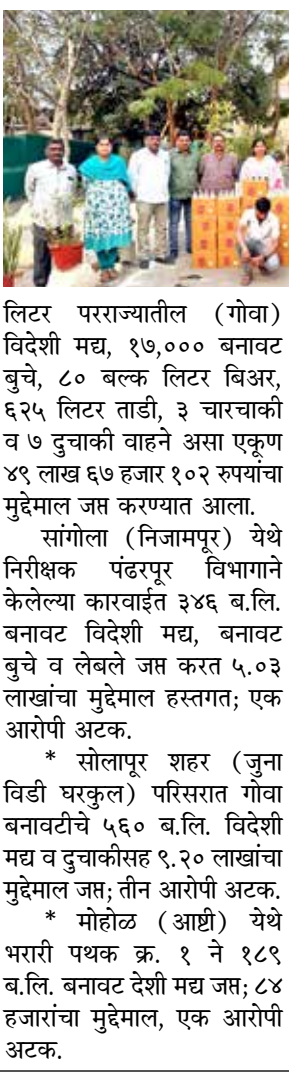 लिटर परराज्यातील (गोवा)
विदेशी मद्य, १७,००० बनावट
बुचे, ८० बल्क लिटर बिअर,
६२५ लिटर ताडी, ३ चारचाकी
व ७ दुचाकी वाहने असा एकूण
४९ लाख ६७ हजार १०२ रुपयांचा
मुद्देमाल जप्त करण्यात आला.
सांगोला (निजामपूर) येथे
निरीक्षक पंढरपूर विभागाने
केलेल्या कारवाईत ३४६ ब.लि.
बनावट विदेशी मद्य, बनावट
बुचे व लेबले जप्त करत ५.०३
लाखांचा मुद्देमाल हस्तगत; एक
आरोपी अटक.
* सोलापूर शहर (जुना
विडी घरकुल) परिसरात गोवा
बनावटीचे ५६० ब.लि. विदेशी
मद्य व दुचाकीसह ९.२० लाखांचा
मुद्देमाल जप्त; तीन आरोपी अटक.
* मोहोळ (आष्टी) येथे
भरारी पथक क्र. १ ने १८९
ब.लि. बनावट देशी मद्य जप्त; ८४
हजारांचा मुद्देमाल, एक आरोपी
अटक.